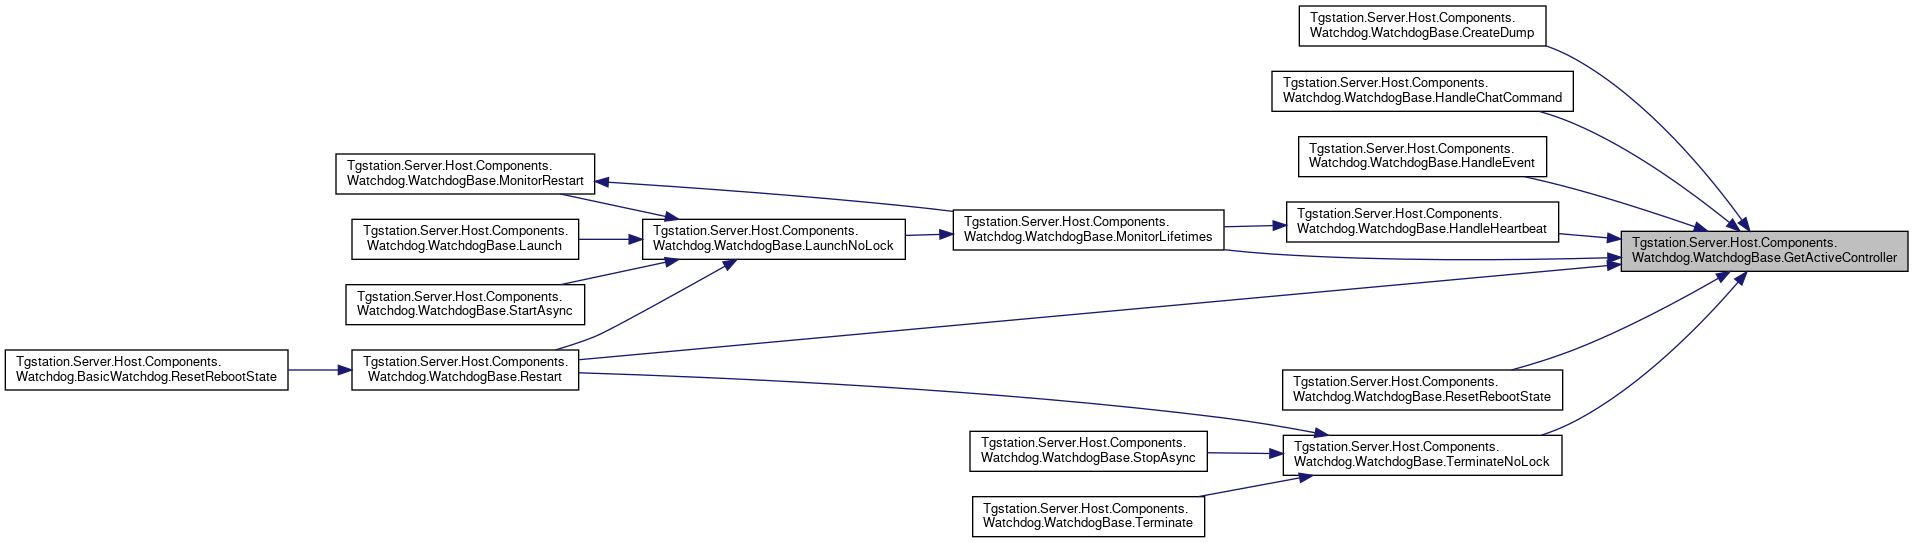 Tgstation.Server.Host.Components.
Watchdog.WatchdogBase.CreateDump
Tgstation.Server.Host.Components.
Watchdog.WatchdogBase.HandleChatCommand
Tgstation.Server.Host.Components.
Watchdog.WatchdogBase.HandleEvent
Tgstation.Server.Host.Components.
Watchdog.WatchdogBase.MonitorRestart
Tgstation.Server.Host.Components.
Watchdog.WatchdogBase.Launch
Tgstation.Server.Host.Components.
Watchdog.WatchdogBase.LaunchNoLock
Tgstation.Server.Host.Components.
Watchdog.WatchdogBase.MonitorLifetimes
Tgstation.Server.Host.Components.
Watchdog.WatchdogBase.HandleHeartbeat
Tgstation.Server.Host.Components.
Watchdog.WatchdogBase.GetActiveController
Tgstation.Server.Host.Components.
Watchdog.WatchdogBase.StartAsync
Tgstation.Server.Host.Components.
Watchdog.BasicWatchdog.ResetRebootState
Tgstation.Server.Host.Components.
Watchdog.WatchdogBase.Restart
Tgstation.Server.Host.Components.
Watchdog.WatchdogBase.ResetRebootState
Tgstation.Server.Host.Components.
Watchdog.WatchdogBase.StopAsync
Tgstation.Server.Host.Components.
Watchdog.WatchdogBase.TerminateNoLock
Tgstation.Server.Host.Components.
Watchdog.WatchdogBase.Terminate